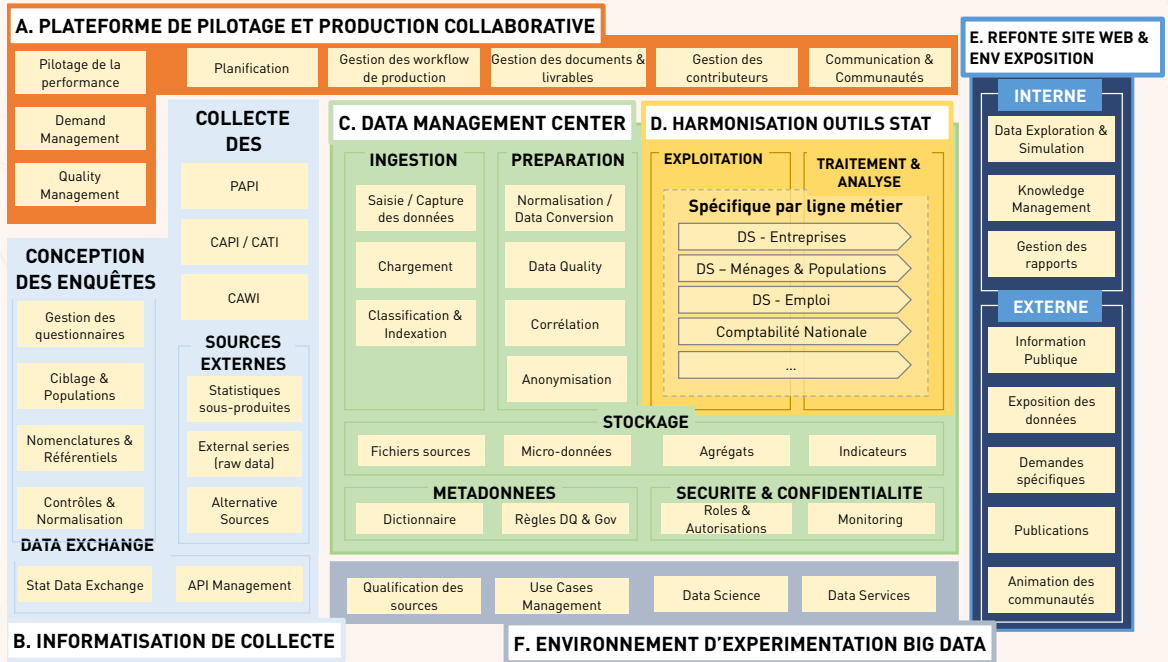 A. PLATEFORME DE PILOTAGE ET PRODUCTION COLLABORATIVE
Pilotage de la
performance
Planification
Gestion des workflow
de production
Gestion des documents &
livrables
Gestion des
contributeurs
Communication &
Communautés
Demand
Management
Quality
Management
COLLECTE
DES
PAPI
CAPI / CATI
CAWI
CONCEPTION
DES ENQUÊTES
Gestion des
questionnaires
Ciblage &
Populations
Nomenclatures &
Référentiels
Contrôles &
Normalisation
SOURCES
EXTERNES
Statistiques
sous-produites
External series
(raw data)
Alternative
Sources
DATA EXCHANGE
Stat Data Exchange
API Management
B. INFORMATISATION DE COLLECTE
C. DATA MANAGEMENT CENTER
INGESTION
Saisie / Capture
des données
Chargement
Classification &
Indexation
PREPARATION
Normalisation /
Data Conversion
Data Quality
Corrélation
Anonymisation
D. HARMONISATION OUTILS STAT
EXPLOITATION
TRAITEMENT &
ANALYSE
Spécifique par ligne métier
DS - Entreprises
DS – Ménages & Populations
DS - Emploi
Comptabilité Nationale
...
STOCKAGE
Fichiers sources
Micro-données
Agrégats
Indicateurs
METADONNEES
Dictionnaire
Règles DQ & Gov
SECURITE & CONFIDENTIALITE
Roles &
Autorisations
Monitoring
Qualification des
sources
Use Cases
Management
Data Science
Data Services
F. ENVIRONNEMENT D'EXPERIMENTATION BIG DATA
E. REFONTE SITE WEB &
ENV EXPOSITION
INTERNE
Data Exploration &
Simulation
Knowledge
Management
Gestion des
rapports
EXTERNE
Information
Publique
Exposition des
données
Demandes
spécifiques
Publications
Animation des
communautés